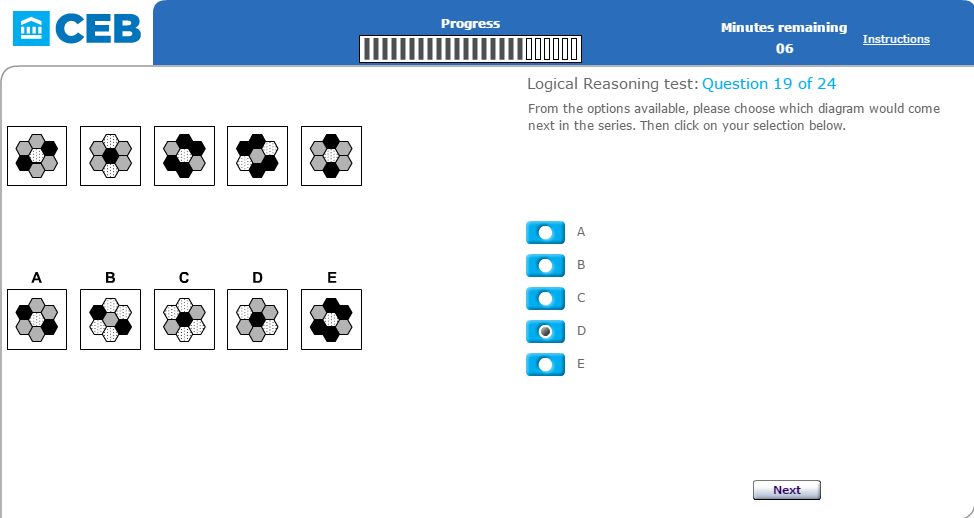 CEB
Progress
Minutes remaining
06
Instructions
Logical Reasoning test: Question 19 of 24
From the options available, please choose which diagram would come
next in the series. Then click on your selection below.
A
B
C
D
E
A B C D E
Next